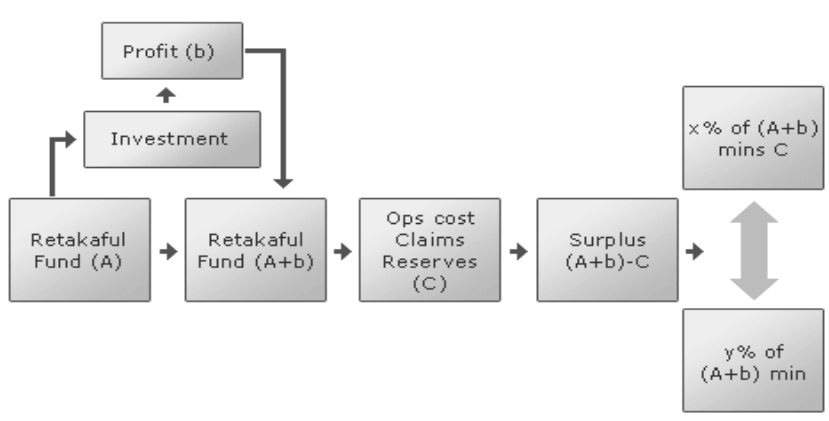 Profit (b)
Investment
Retakaful
Fund (A)
Retakaful
Fund (A+b)
Ops cost
Claims
Reserves
(C)
Surplus
(A+b)-C
x% of (A+b)
mins C
y% of
(A+b) min